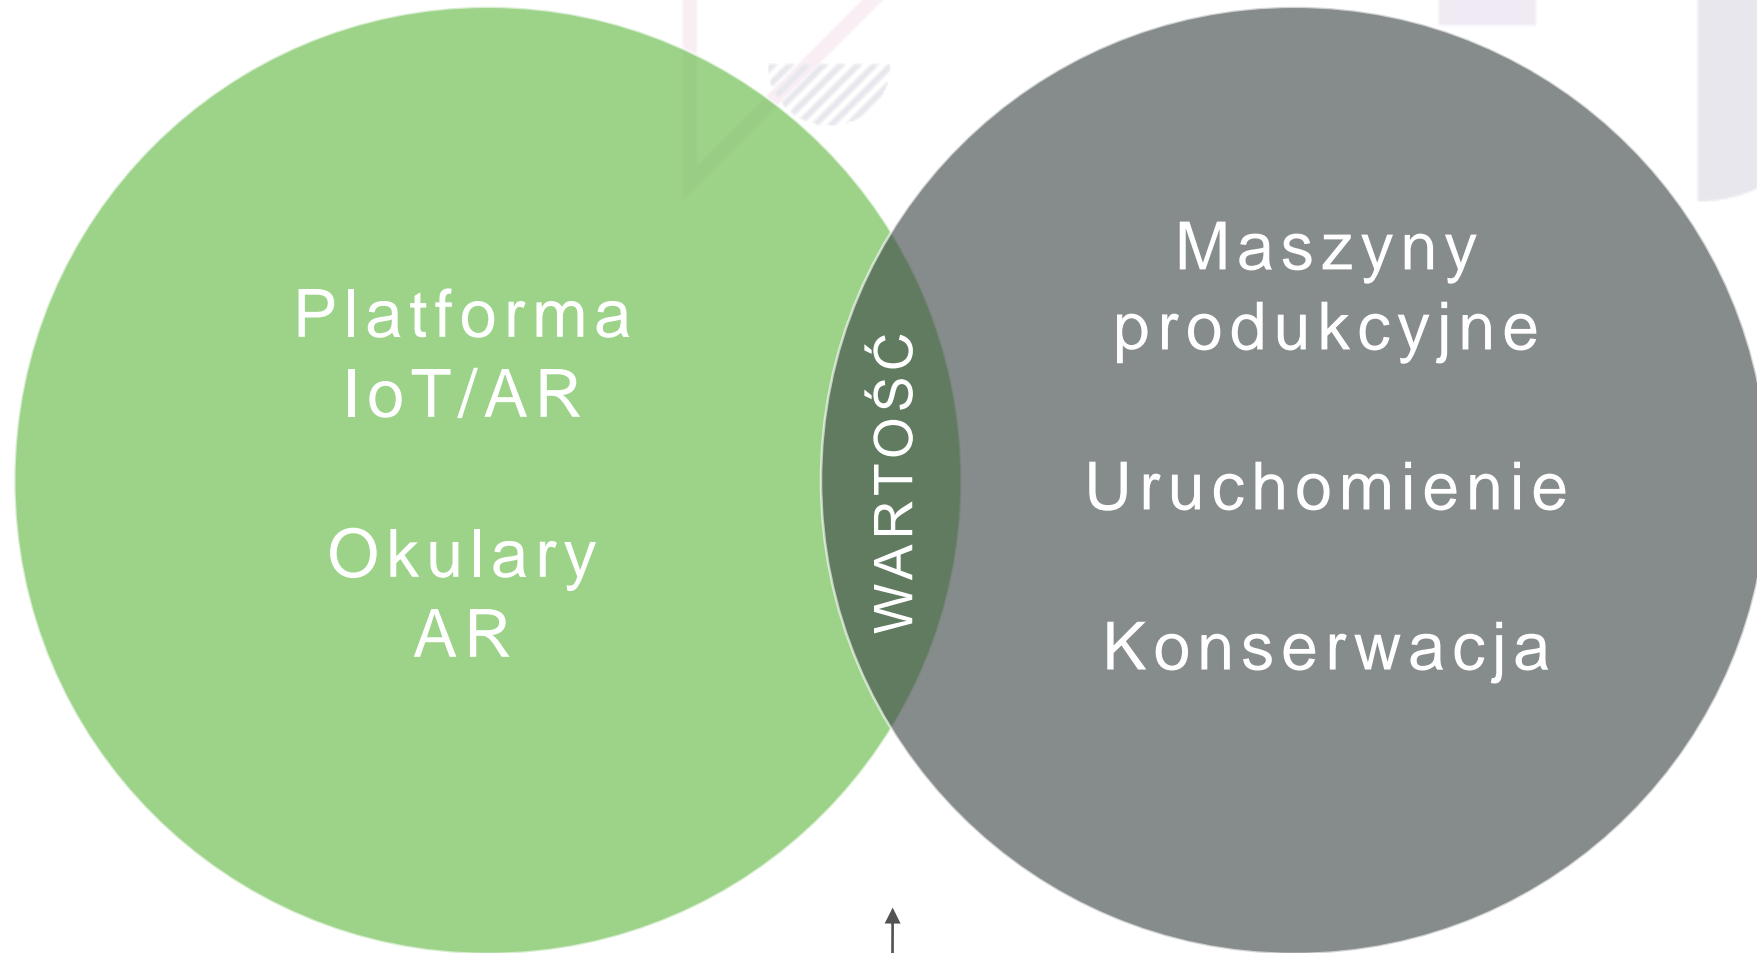 Platforma
IoT/AR
Okulary
AR
WARTOŚĆ
Maszyny
produkcyjne
Uruchomienie
Konserwacja